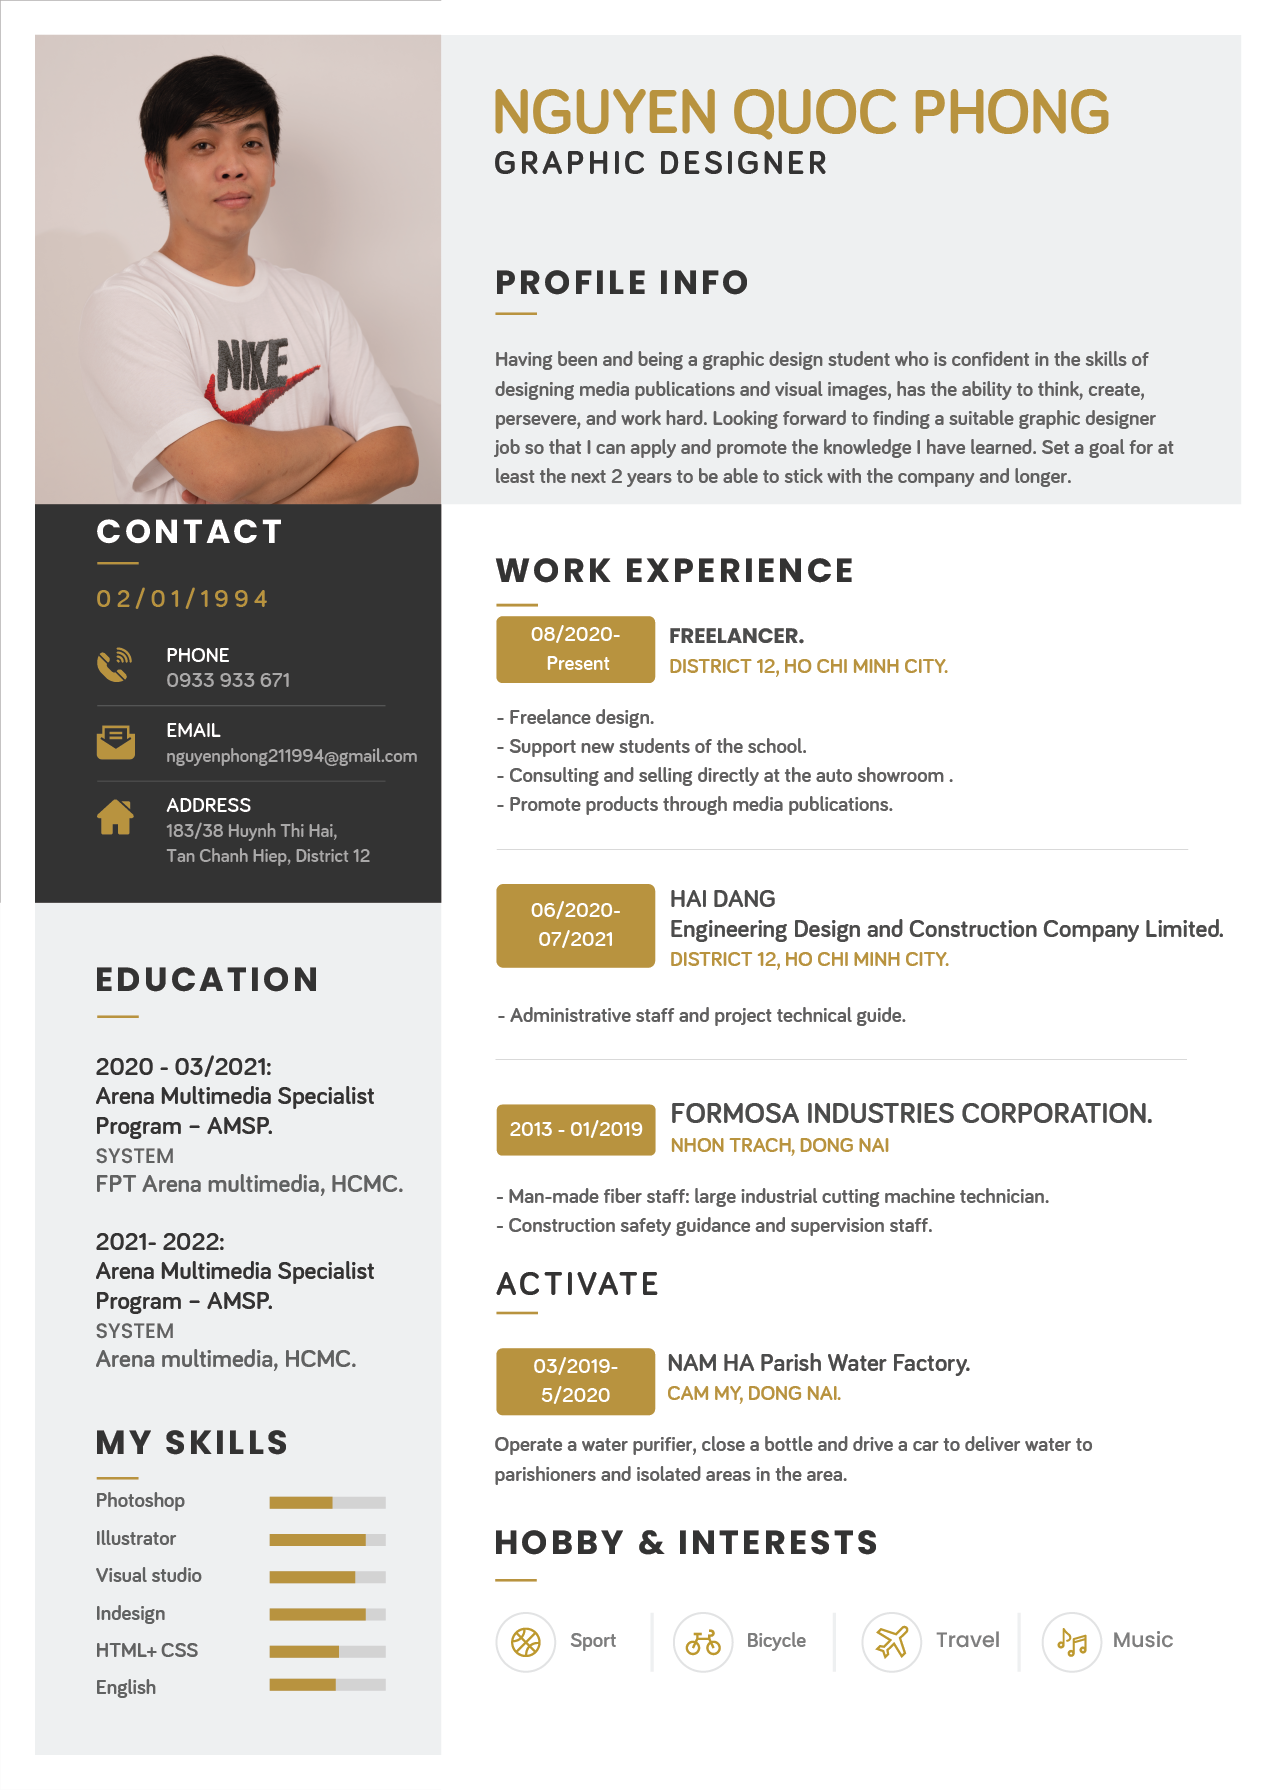 NGUYEN QUOC PHONG
GRAPHIC DESIGNER
PROFILE INFO
Having been and being a graphic design student who is confident in the skills of
designing media publications and visual images, has the ability to think, create,
persevere, and work hard. Looking forward to finding a suitable graphic designer
job so that I can apply and promote the knowledge I have learned. Set a goal for at
least the next 2 years to be able to stick with the company and longer.
NIKE
CONTACT
02/01/1994
PHONE
0933 933 671
EMAIL
nguyenphong211994@gmail.com
ADDRESS
183/38 Huynh Thi Hai,
Tan Chanh Hiep, District 12
EDUCATION
2020 - 03/2021:
Arena Multimedia Specialist
Program – AMSP.
SYSTEM
FPT Arena multimedia, HCMC.
2021- 2022:
Arena Multimedia Specialist
Program – AMSP.
SYSTEM
Arena multimedia, HCMC.
MY SKILLS
Photoshop
Illustrator
Visual studio
Indesign
HTML+ CSS
English
WORK EXPERIENCE
08/2020-
Present
FREELANCER.
DISTRICT 12, HO CHI MINH CITY.
- Freelance design.
- Support new students of the school.
- Consulting and selling directly at the auto showroom .
- Promote products through media publications.
06/2020-
07/2021
HAI DANG
Engineering Design and Construction Company Limited.
DISTRICT 12, HO CHI MINH CITY.
- Administrative staff and project technical guide.
2013 - 01/2019
FORMOSA INDUSTRIES CORPORATION.
NHON TRACH, DONG NAI
- Man-made fiber staff: large industrial cutting machine technician.
- Construction safety guidance and supervision staff.
ACTIVATE
03/2019-
5/2020
NAM HA Parish Water Factory.
CAM MY, DONG NAI.
Operate a water purifier, close a bottle and drive a car to deliver water to
parishioners and isolated areas in the area.
HOBBY & INTERESTS
Sport
Bicycle
Travel
Music